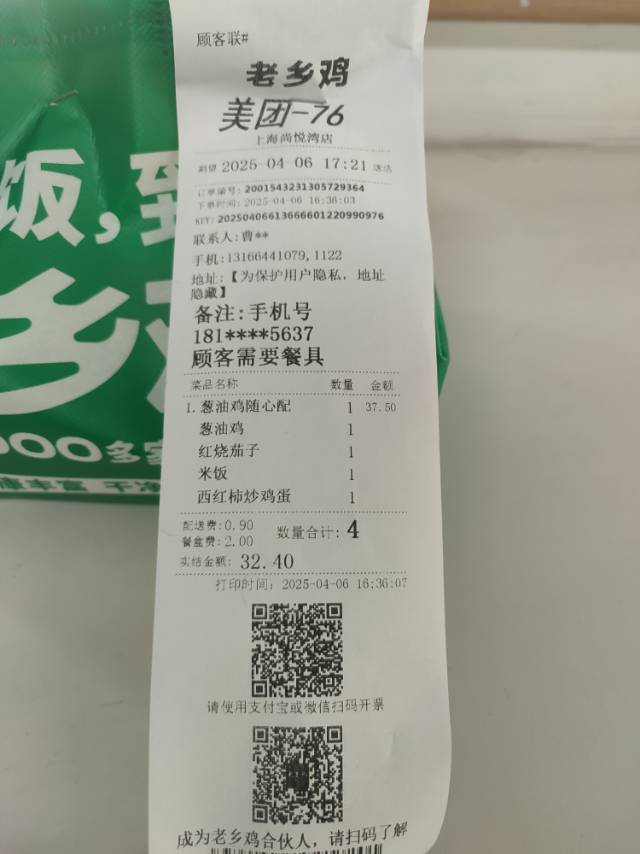 顾客联#
老乡鸡
美团-76
上海尚悦湾店
期望 2025-04-06 17:21 送达
订单编号: 2001543231305729364
下单时间: 2025-04-06 16:36:03
KEY: 20250406613666601220990976
联系人:曹**
手机:13166441079,1122
地址:【为保护用户隐私，地址
隐藏】
备注:手机号
181****5637
顾客需要餐具
菜品名称 数量 金额
1.葱油鸡随心配 1 37.50
葱油鸡 1
红烧茄子 1
米饭 1
西红柿炒鸡蛋 1
配送费:0.90
餐盒费:2.00
数量合计: 4
实结金额: 32.40
打印时间: 2025-04-06 16:36:07
请使用支付宝或微信扫码开票
成为老乡鸡合伙人，请扫码了解
饭,
乡
000多家
康丰富 干净